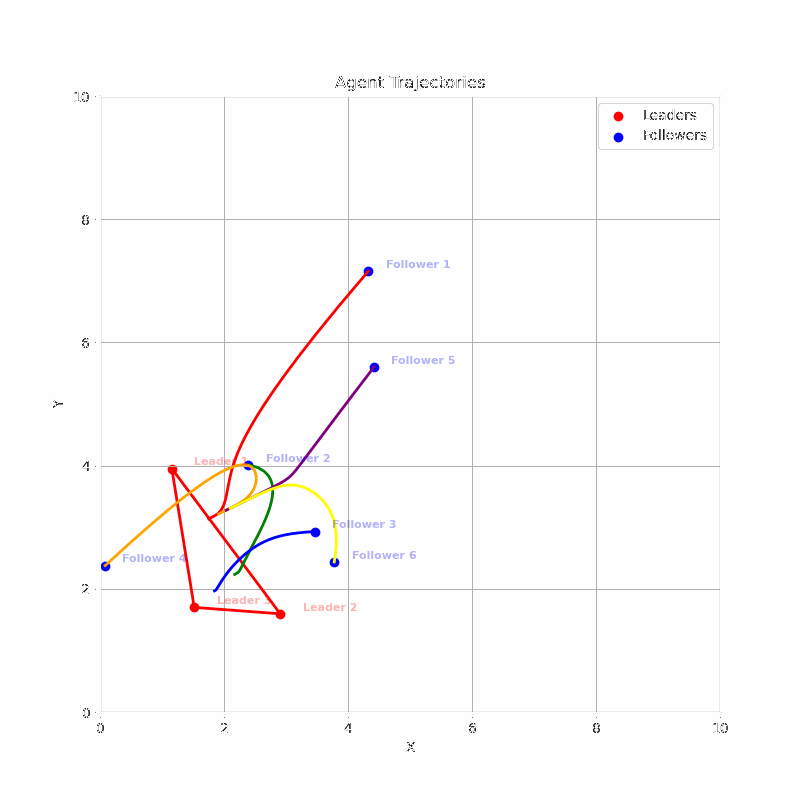 Agent Trajectories
10
Leaders
Followers
8
Follower 1
6
Follower 5
Y
4
Leader 1
Follower 2
Follower 3
Follower 4
Follower 6
2
Leader 3
Leader 2
0
0 2 4 6 8 10
X